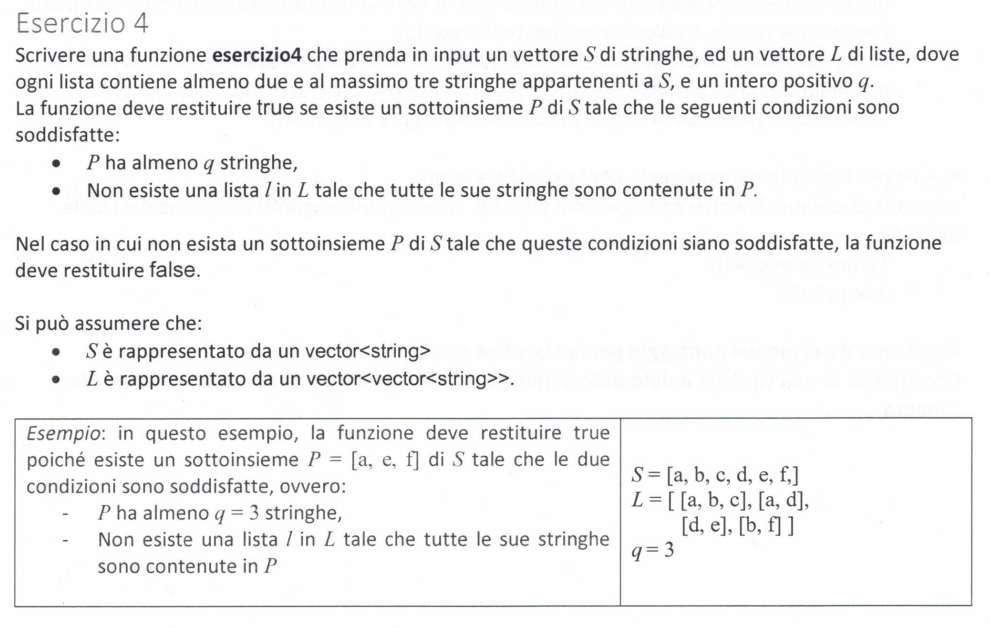 Esercizio 4
Scrivere una funzione esercizio4 che prenda in input un vettore S di stringhe, ed un vettore L di liste, dove
ogni lista contiene almeno due e al massimo tre stringhe appartenenti a S, e un intero positivo q.
La funzione deve restituire true se esiste un sottoinsieme P di S tale che le seguenti condizioni sono
soddisfatte:
• P ha almeno q stringhe,
• Non esiste una lista l in L tale che tutte le sue stringhe sono contenute in P.
Nel caso in cui non esista un sottoinsieme P di S tale che queste condizioni siano soddisfatte, la funzione
deve restituire false.
Si può assumere che:
• S è rappresentato da un vector<string>
• L è rappresentato da un vector<vector<string>>.
Esempio: in questo esempio, la funzione deve restituire true
poiché esiste un sottoinsieme P = [a, e, f] di S tale che le due
condizioni sono soddisfatte, ovvero:
- P ha almeno q = 3 stringhe,
- Non esiste una lista l in L tale che tutte le sue stringhe
sono contenute in P
S = [a, b, c, d, e, f,]
L = [ [a, b, c], [a, d],
[d, e], [b, f] ]
q = 3